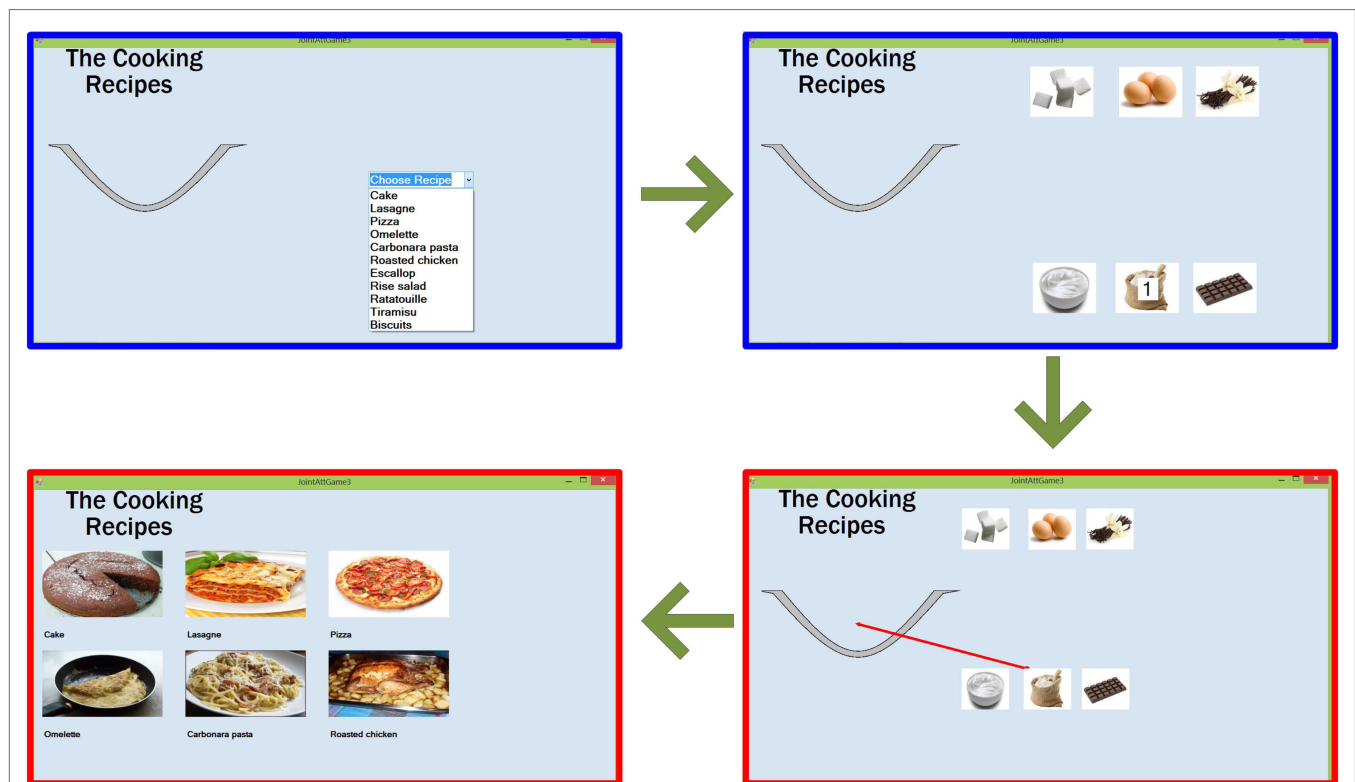 JointAttGame3
The Cooking
Recipes
Choose Recipe
Cake
Lasagne
Pizza
Omelette
Carbonara pasta
Roasted chicken
Escallop
Rise salad
Ratatouille
Tiramisu
Biscuits
JointAttGame3
The Cooking
Recipes
1
JointAttGame3
The Cooking
Recipes
Cake
Lasagne
Pizza
Omelette
Carbonara pasta
Roasted chicken
JointAttGame3
The Cooking
Recipes